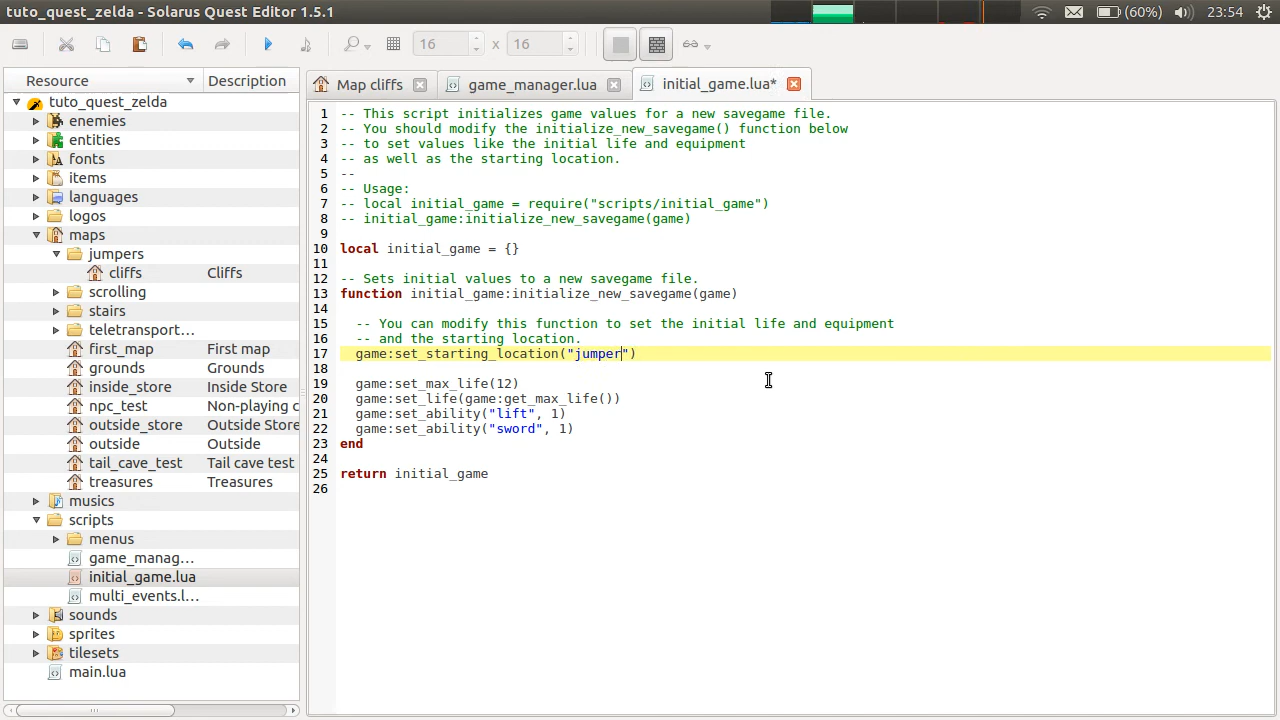 tuto_quest_zelda - Solarus Quest Editor 1.5.1
(60%) 23:54
16 x 16
Resource Description
Map cliffs game_manager.lua initial_game.lua*
tuto_quest_zelda
enemies
entities
fonts
items
languages
logos
maps
jumpers
cliffs Cliffs
scrolling
stairs
teletransport...
first_map First map
grounds Grounds
inside_store Inside Store
npc_test Non-playing c
outside_store Outside Store
outside Outside
tail_cave_test Tail cave test
treasures Treasures
musics
scripts
menus
game_manag...
initial_game.lua
multi_events.l...
sounds
sprites
tilesets
main.lua
1 -- This script initializes game values for a new savegame file.
2 -- You should modify the initialize_new_savegame() function below
3 -- to set values like the initial life and equipment
4 -- as well as the starting location.
5 --
6 -- Usage:
7 -- local initial_game = require("scripts/initial_game")
8 -- initial_game:initialize_new_savegame(game)
9
10 local initial_game = {}
11
12 -- Sets initial values to a new savegame file.
13 function initial_game:initialize_new_savegame(game)
14
15 -- You can modify this function to set the initial life and equipment
16 -- and the starting location.
17 game:set_starting_location("jumper")
18
19 game:set_max_life(12)
20 game:set_life(game:get_max_life())
21 game:set_ability("lift", 1)
22 game:set_ability("sword", 1)
23 end
24
25 return initial_game
26